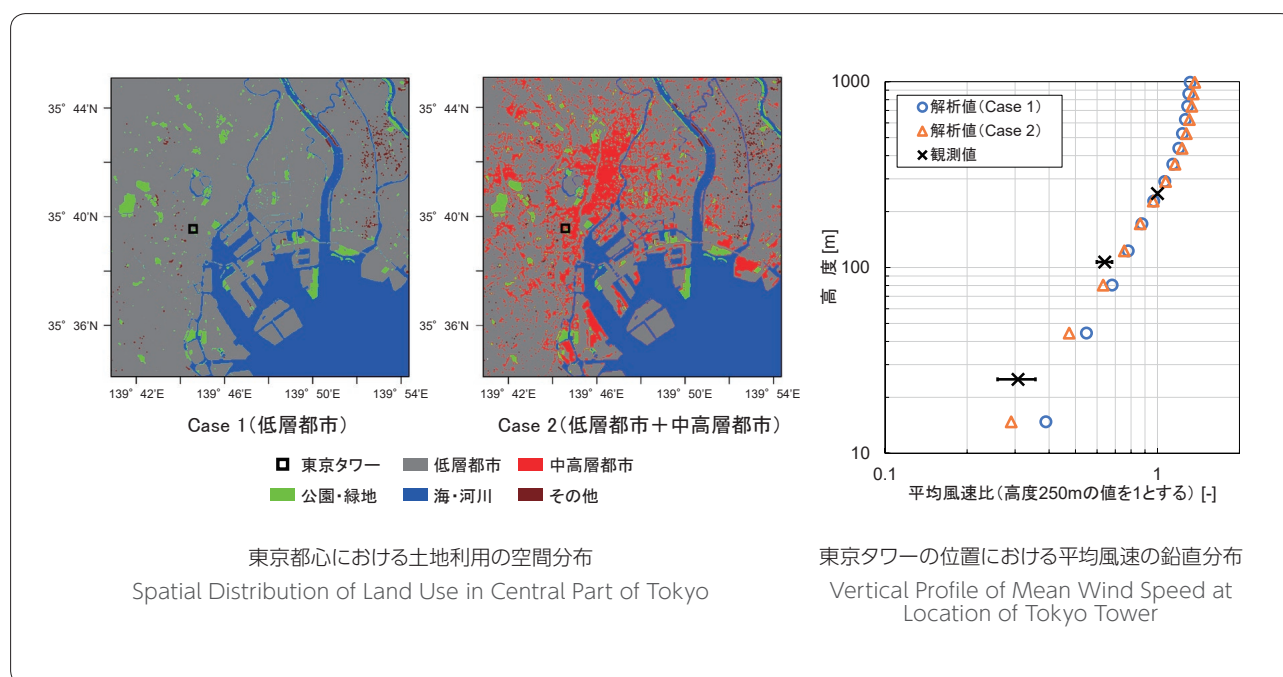 35° 44'N
35° 40'N
35° 36'N
139° 42'E
139° 46'E
139° 50'E
139° 54'E
Case 1(低層都市)
35° 44'N
35° 40'N
35° 36'N
139° 42'E
139° 46'E
139° 50'E
139° 54'E
Case 2(低層都市＋中高層都市)
東京タワー 低層都市 中高層都市
公園・緑地 海・河川 その他
東京都心における土地利用の空間分布
Spatial Distribution of Land Use in Central Part of Tokyo
高度 [m]
1000
100
10
解析値(Case 1)
解析値(Case 2)
観測値
0.1
1
平均風速比(高度250mの値を1とする) [-]
東京タワーの位置における平均風速の鉛直分布
Vertical Profile of Mean Wind Speed at
Location of Tokyo Tower